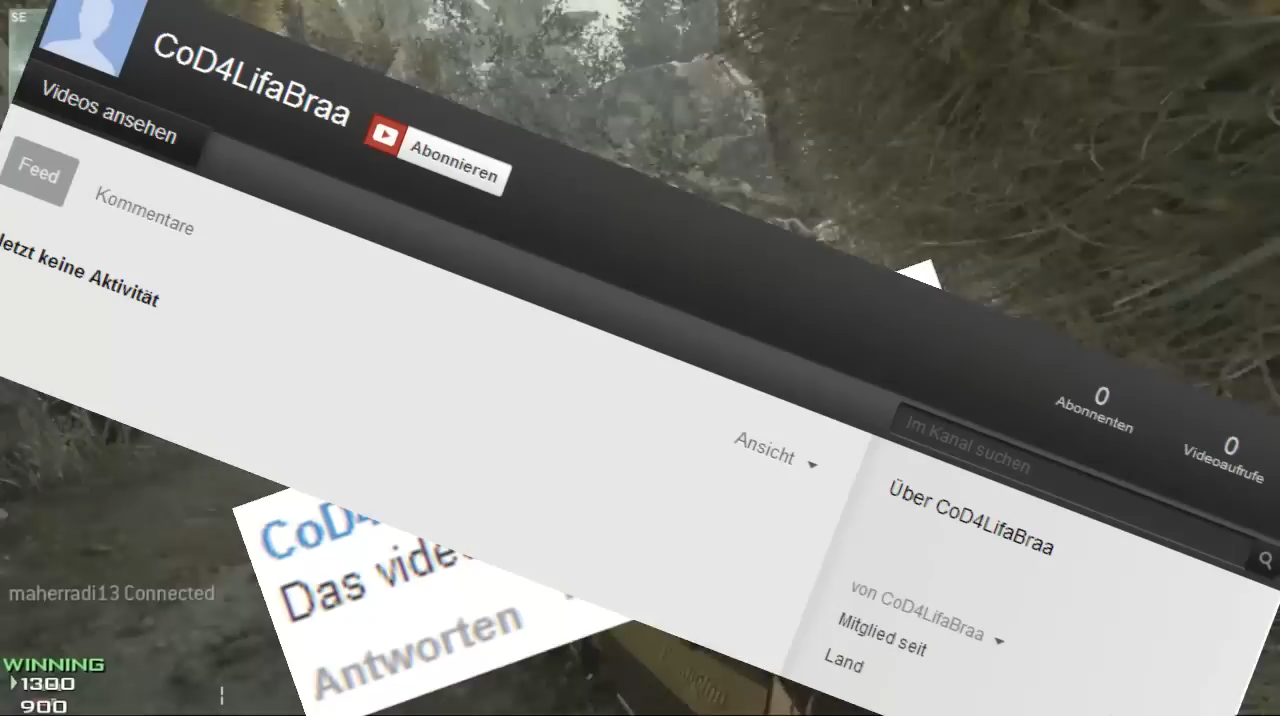 SE
CoD4LifaBraa
Abonnieren
Videos ansehen
Feed
Kommentare
Jetzt keine Aktivität
0
Abonnenten
0
Videoaufrufe
Im Kanal suchen
Ansicht
Über CoD4LifaBraa
von CoD4LifaBraa
Mitglied seit
Land
CoD4
Das vide
Antworten
maherradi13 Connected
WINNING
1300
900